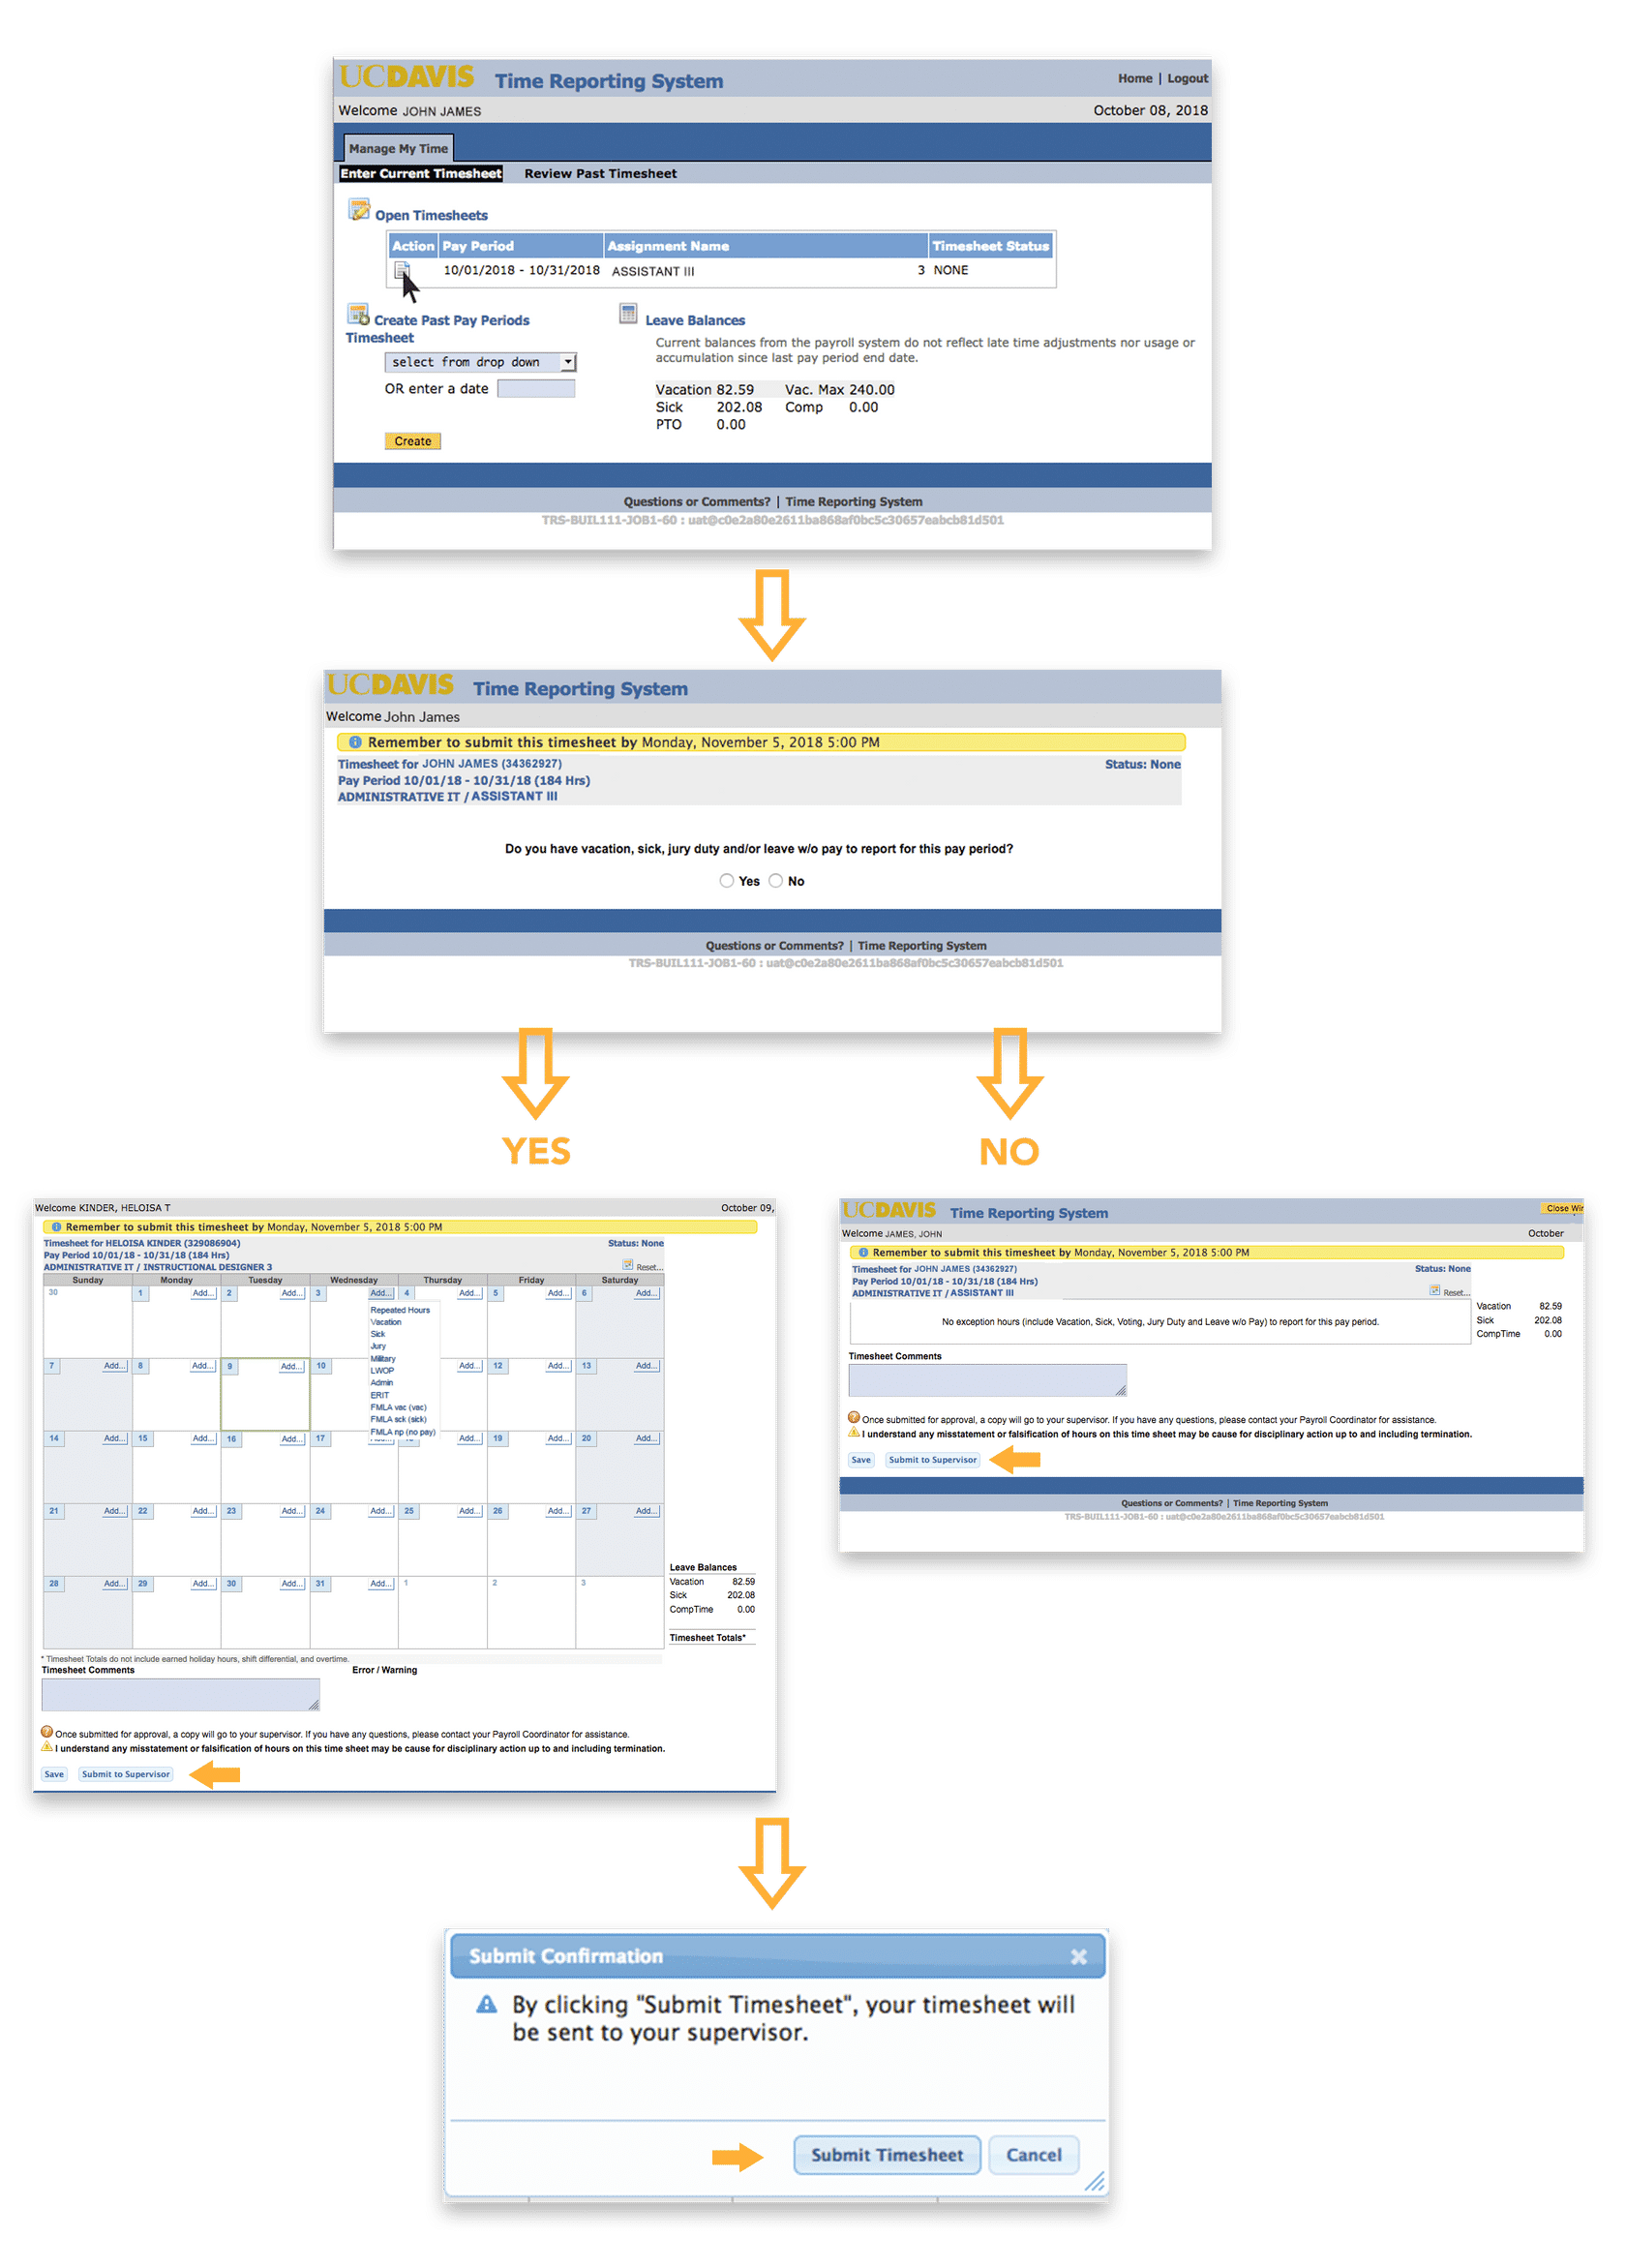 UCDAVIS Time Reporting System Home | Logout
Welcome JOHN JAMES October 08, 2018
Manage My Time
Enter Current Timesheet Review Past Timesheet
Open Timesheets
Action Pay Period Assignment Name Timesheet Status
10/01/2018 - 10/31/2018 ASSISTANT III 3 NONE
Create Past Pay Periods
Timesheet
select from drop down
OR enter a date
Create
Leave Balances
Current balances from the payroll system do not reflect late time adjustments nor usage or
accumulation since last pay period end date.
Vacation 82.59 Vac. Max 240.00
Sick 202.08 Comp 0.00
PTO 0.00
Questions or Comments? | Time Reporting System
TRS-BUIL111-JOB1-60 : uat@c0e2a80e2611ba868af0bc5c30657eabcb81d501
UCDAVIS Time Reporting System
Welcome John James
Remember to submit this timesheet by Monday, November 5, 2018 5:00 PM
Timesheet for JOHN JAMES (34362927) Status: None
Pay Period 10/01/18 - 10/31/18 (184 Hrs)
ADMINISTRATIVE IT / ASSISTANT III
Do you have vacation, sick, jury duty and/or leave w/o pay to report for this pay period?
Yes No
Questions or Comments? | Time Reporting System
TRS-BUIL111-JOB1-60 : uat@c0e2a80e2611ba868af0bc5c30657eabcb81d501
YES
Welcome KINDER, HELOISA T October 09,
Remember to submit this timesheet by Monday, November 5, 2018 5:00 PM
Timesheet for HELOISA KINDER (329086904) Status: None
Pay Period 10/01/18 - 10/31/18 (184 Hrs)
ADMINISTRATIVE IT / INSTRUCTIONAL DESIGNER 3 Reset...
Sunday Monday Tuesday Wednesday Thursday Friday Saturday
30 1 Add... 2 Add... 3 Add... 4 Add... 5 Add... 6 Add...
Repeated Hours
Vacation
Sick
Jury
Military
LWOP
Admin
ERIT
FMLA vac (vac)
FMLA sck (sick)
FMLA np (no pay)
7 Add... 8 Add... 9 Add... 10 Add... 12 Add... 13 Add...
14 Add... 15 Add... 16 Add... 17 Add... 19 Add... 20 Add...
21 Add... 22 Add... 23 Add... 24 Add... 25 Add... 26 Add... 27 Add...
28 Add... 29 Add... 30 Add... 31 Add... 1 2 3
Leave Balances
Vacation 82.59
Sick 202.08
CompTime 0.00
Timesheet Totals*
* Timesheet Totals do not include earned holiday hours, shift differential, and overtime.
Timesheet Comments Error / Warning
Once submitted for approval, a copy will go to your supervisor. If you have any questions, please contact your Payroll Coordinator for assistance.
I understand any misstatement or falsification of hours on this time sheet may be cause for disciplinary action up to and including termination.
Save Submit to Supervisor
NO
UCDAVIS Time Reporting System Close Wir
Welcome JAMES, JOHN October
Remember to submit this timesheet by Monday, November 5, 2018 5:00 PM
Timesheet for JOHN JAMES (34362927) Status: None
Pay Period 10/01/18 - 10/31/18 (184 Hrs)
ADMINISTRATIVE IT / ASSISTANT III Reset...
No exception hours (include Vacation, Sick, Voting, Jury Duty and Leave w/o Pay) to report for this pay period.
Vacation 82.59
Sick 202.08
CompTime 0.00
Timesheet Comments
Once submitted for approval, a copy will go to your supervisor. If you have any questions, please contact your Payroll Coordinator for assistance.
I understand any misstatement or falsification of hours on this time sheet may be cause for disciplinary action up to and including termination.
Save Submit to Supervisor
Questions or Comments? | Time Reporting System
TRS-BUIL111-JOB1-60 : uat@c0e2a80e2611ba868af0bc5c30657eabcb81d501
Submit Confirmation
By clicking "Submit Timesheet", your timesheet will
be sent to your supervisor.
Submit Timesheet Cancel